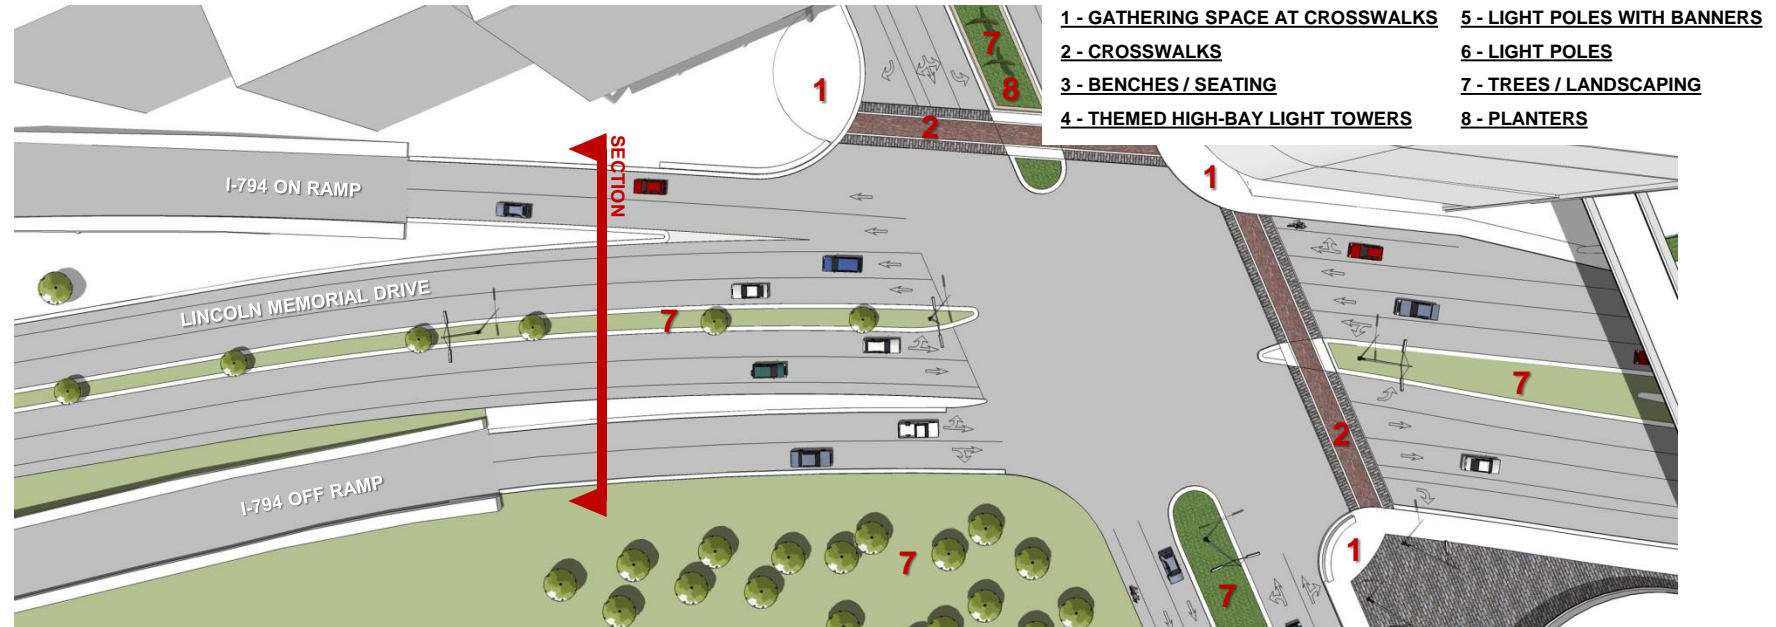 1 - GATHERING SPACE AT CROSSWALKS
2 - CROSSWALKS
3 - BENCHES / SEATING
4 - THEMED HIGH-BAY LIGHT TOWERS
5 - LIGHT POLES WITH BANNERS
6 - LIGHT POLES
7 - TREES / LANDSCAPING
8 - PLANTERS
7
8
1
2
SECTION
I-794 ON RAMP
1
LINCOLN MEMORIAL DRIVE
7
7
2
I-794 OFF RAMP
7
1
7